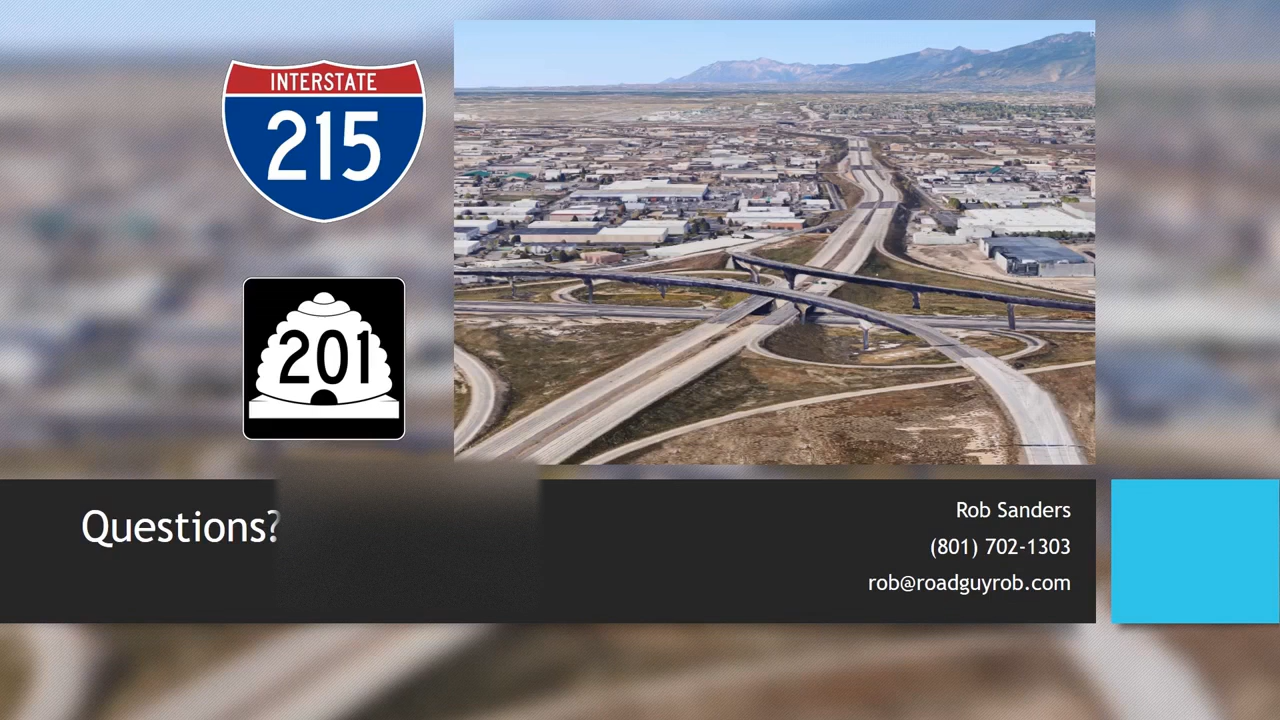 INTERSTATE
215
201
Questions?
Rob Sanders
(801) 702-1303
rob@roadguyrob.com